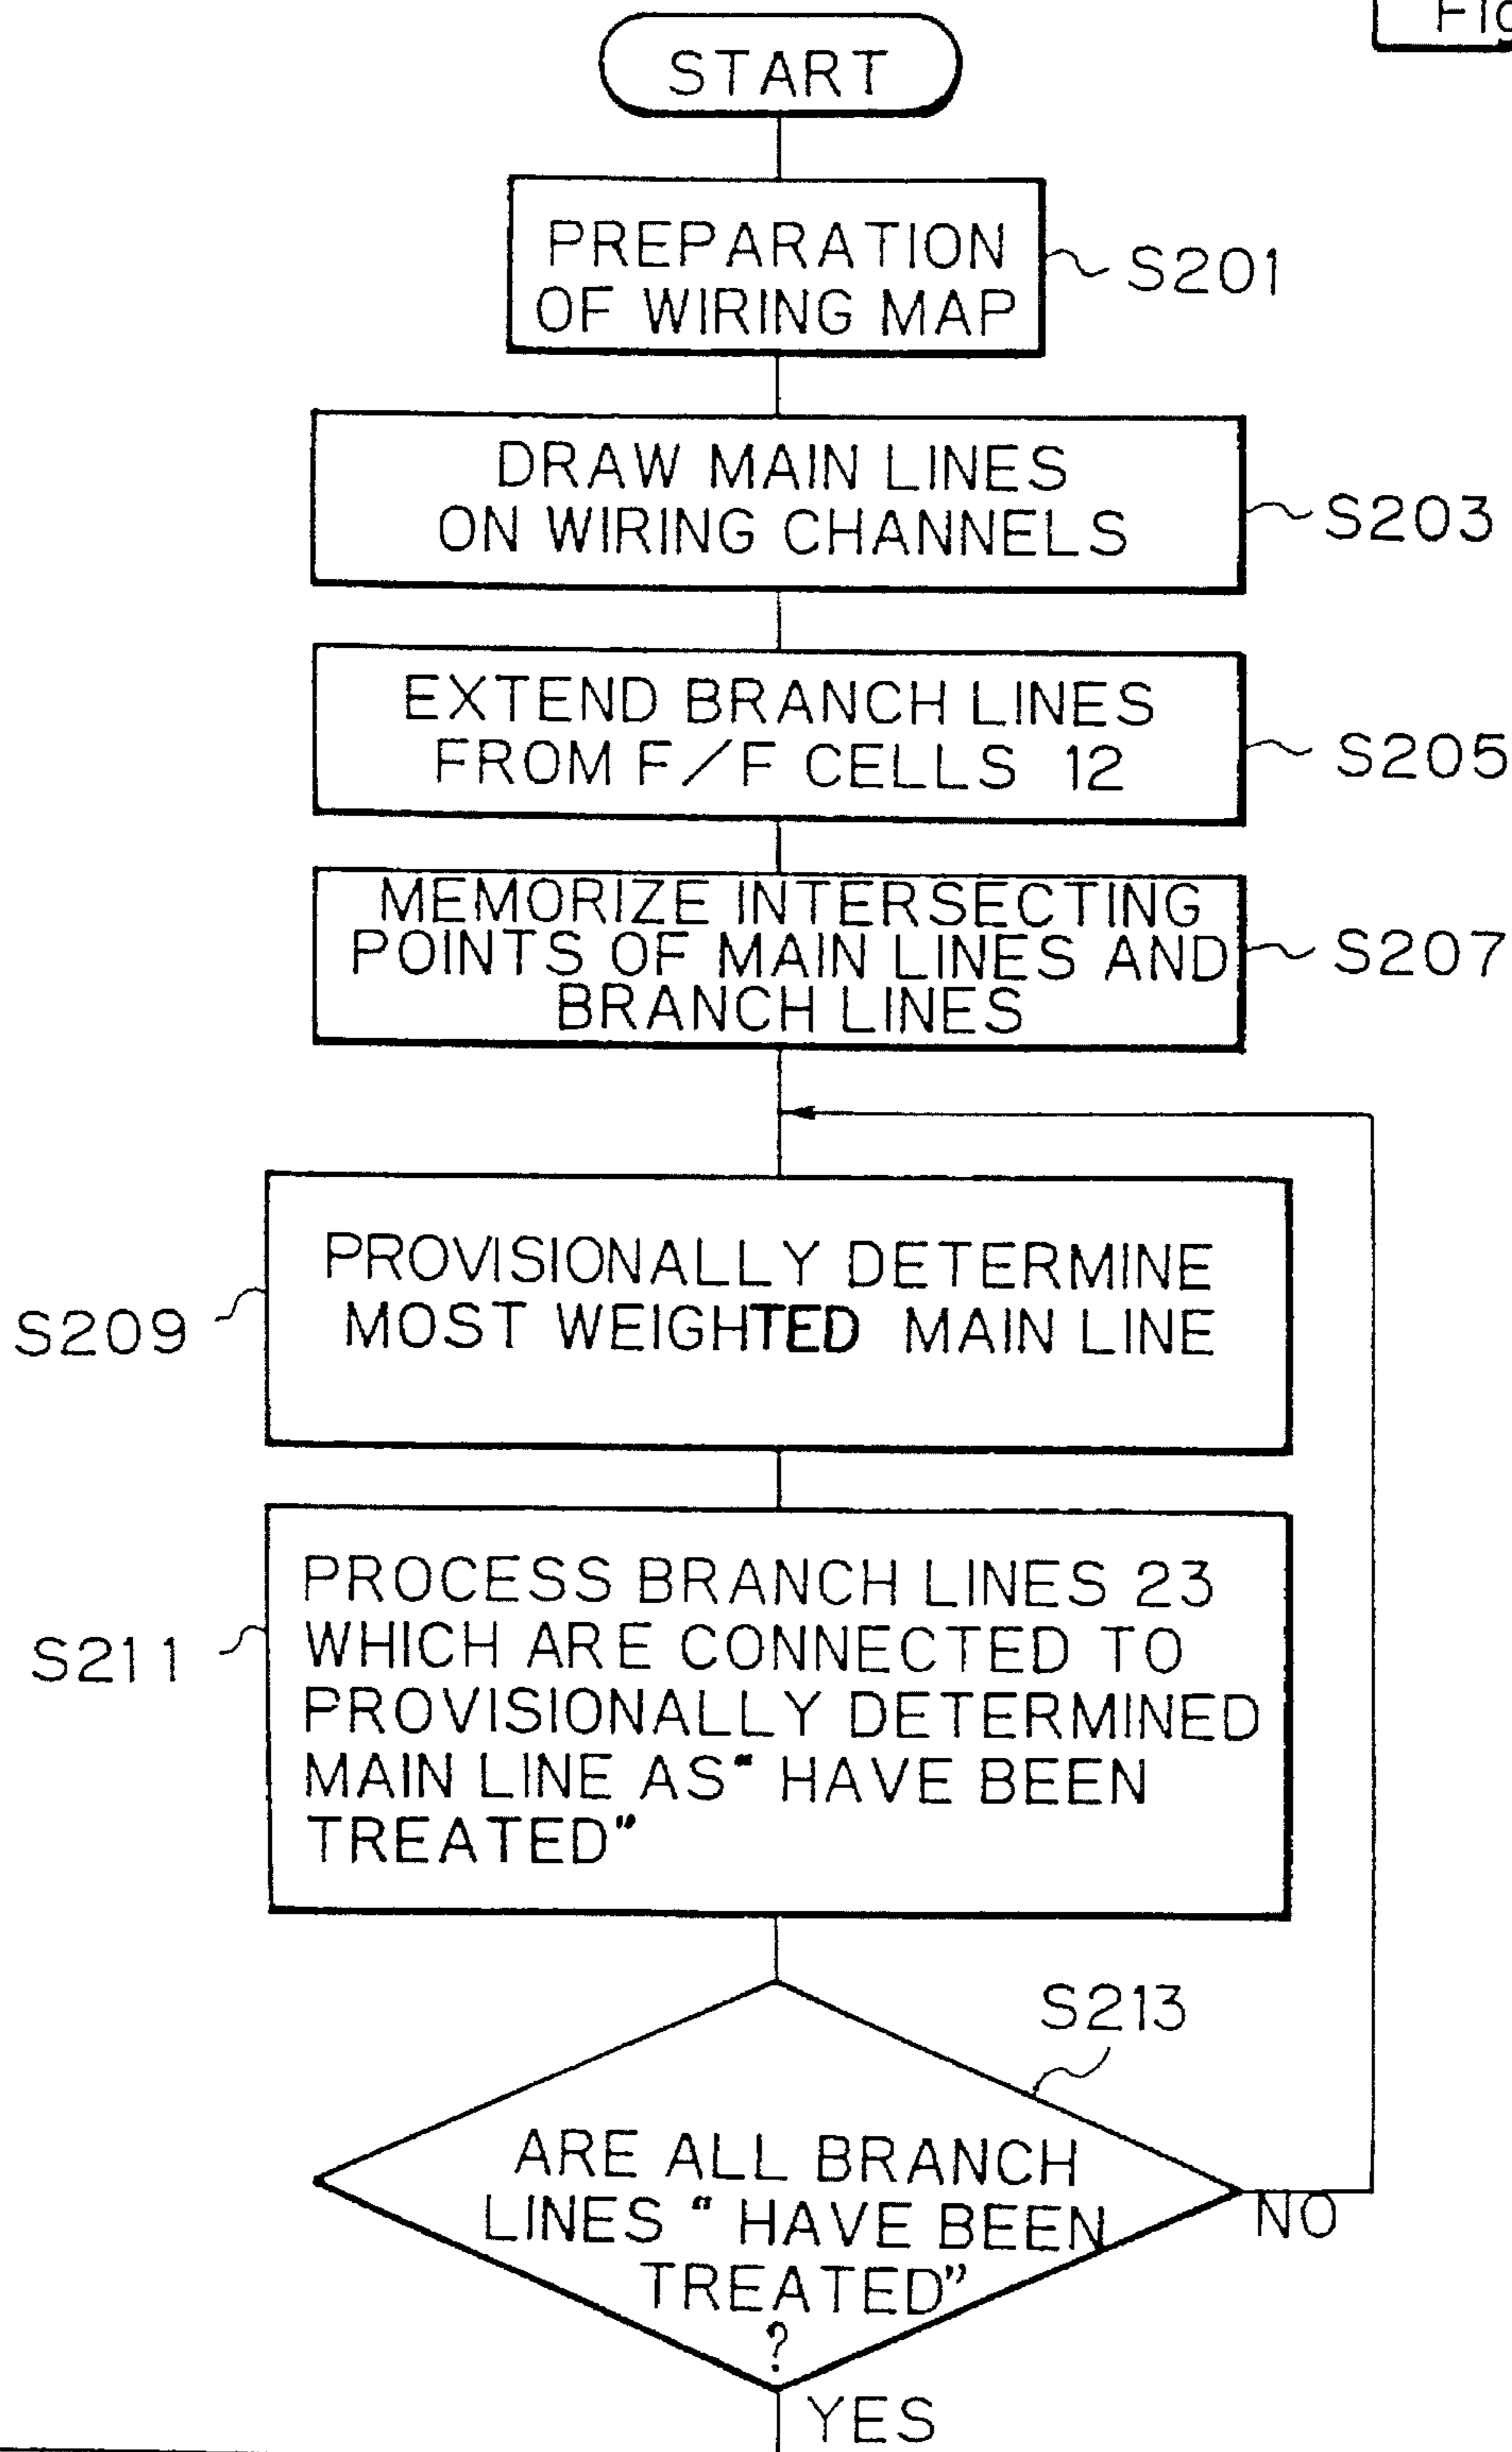 START
PREPARATION
OF WIRING MAP
S201
DRAW MAIN LINES
ON WIRING CHANNELS
S203
EXTEND BRANCH LINES
FROM F/F CELLS 12
S205
MEMORIZE INTERSECTING
POINTS OF MAIN LINES AND
BRANCH LINES
S207
PROVISIONALLY DETERMINE
MOST WEIGHTED MAIN LINE
S209
PROCESS BRANCH LINES 23
WHICH ARE CONNECTED TO
PROVISIONALLY DETERMINED
MAIN LINE AS“ HAVE BEEN
TREATED”
S211
S213
ARE ALL BRANCH
LINES “ HAVE BEEN
TREATED”
?
NO
YES